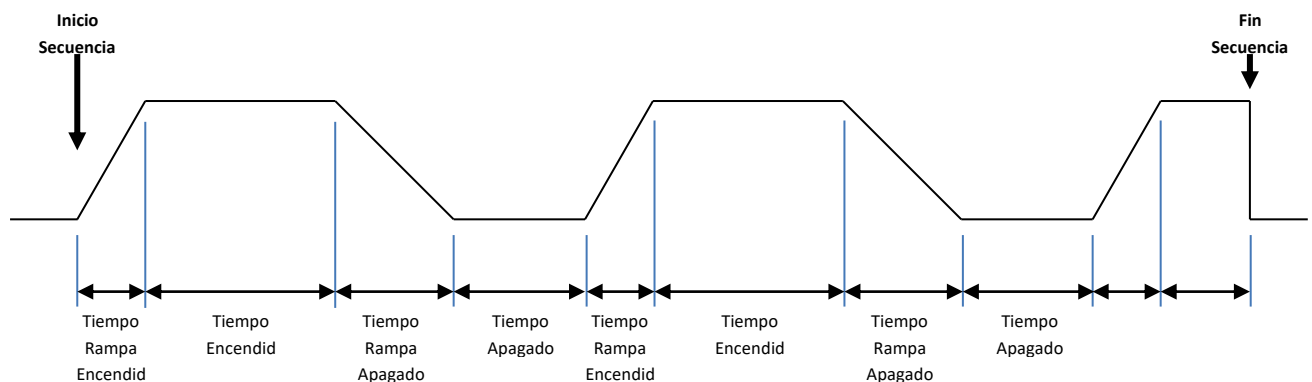 Inicio
Secuencia
Fin
Secuencia
Tiempo
Rampa
Encendid
Tiempo
Encendid
Tiempo
Rampa
Apagado
Tiempo
Apagado
Tiempo
Rampa
Encendid
Tiempo
Encendid
Tiempo
Rampa
Apagado
Tiempo
Apagado